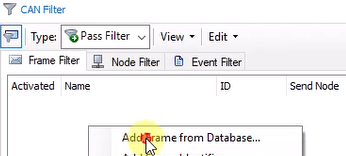 CAN Filter
Type: Pass Filter View Edit
Frame Filter Node Filter Event Filter
Activated Name ID Send Node
Add Frame from Database...